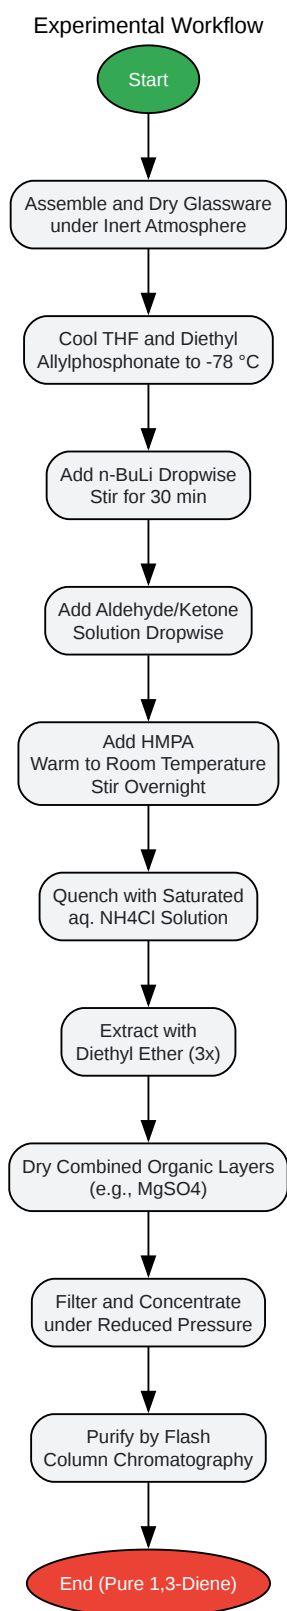 Experimental Workflow
Start
Assemble and Dry Glassware
under Inert Atmosphere
Cool THF and Diethyl
Allylphosphonate to -78 °C
Add n-BuLi Dropwise
Stir for 30 min
Add Aldehyde/Ketone
Solution Dropwise
Add HMPA
Warm to Room Temperature
Stir Overnight
Quench with Saturated
aq. NH4Cl Solution
Extract with
Diethyl Ether (3x)
Dry Combined Organic Layers
(e.g., MgSO4)
Filter and Concentrate
under Reduced Pressure
Purify by Flash
Column Chromatography
End (Pure 1,3-Diene)